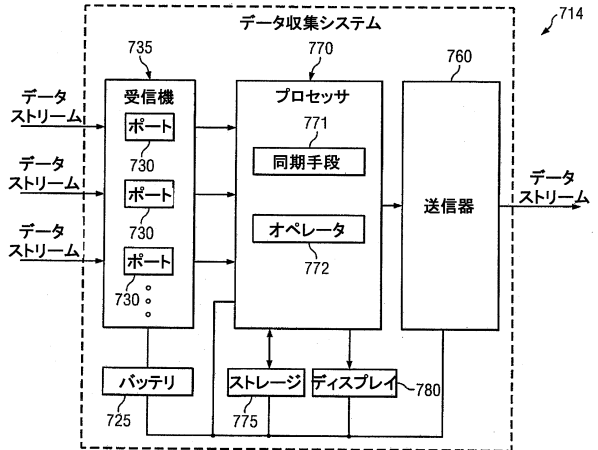 データ収集システム
714
735
770
760
データ
ストリーム
受信機
プロセッサ
ポート
730
771
同期手段
データ
ストリーム
ポート
730
送信器
データ
ストリーム
データ
ストリーム
ポート
730
オペレータ
772
バッテリ
725
ストレージ
775
ディスプレイ
780